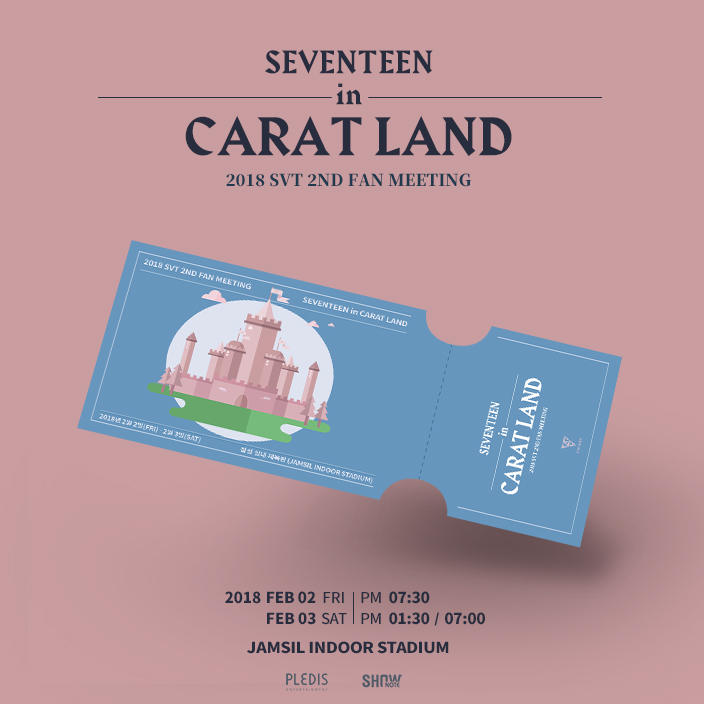 SEVENTEEN
in
CARAT LAND
2018 SVT 2ND FAN MEETING
2018 SVT 2ND FAN MEETING
SEVENTEEN in CARAT LAND
2018년 2월 2일(FRI) - 2월 3일(SAT)
잠실 실내 체육관 (JAMSIL INDOOR STADIUM)
SEVENTEEN
in
CARAT LAND
2018 SVT 2ND FAN MEETING
2018 FEB 02 FRI | PM 07:30
FEB 03 SAT | PM 01:30 / 07:00
JAMSIL INDOOR STADIUM
PLEDIS
ENTERTAINMENT
SHOW
NOTE